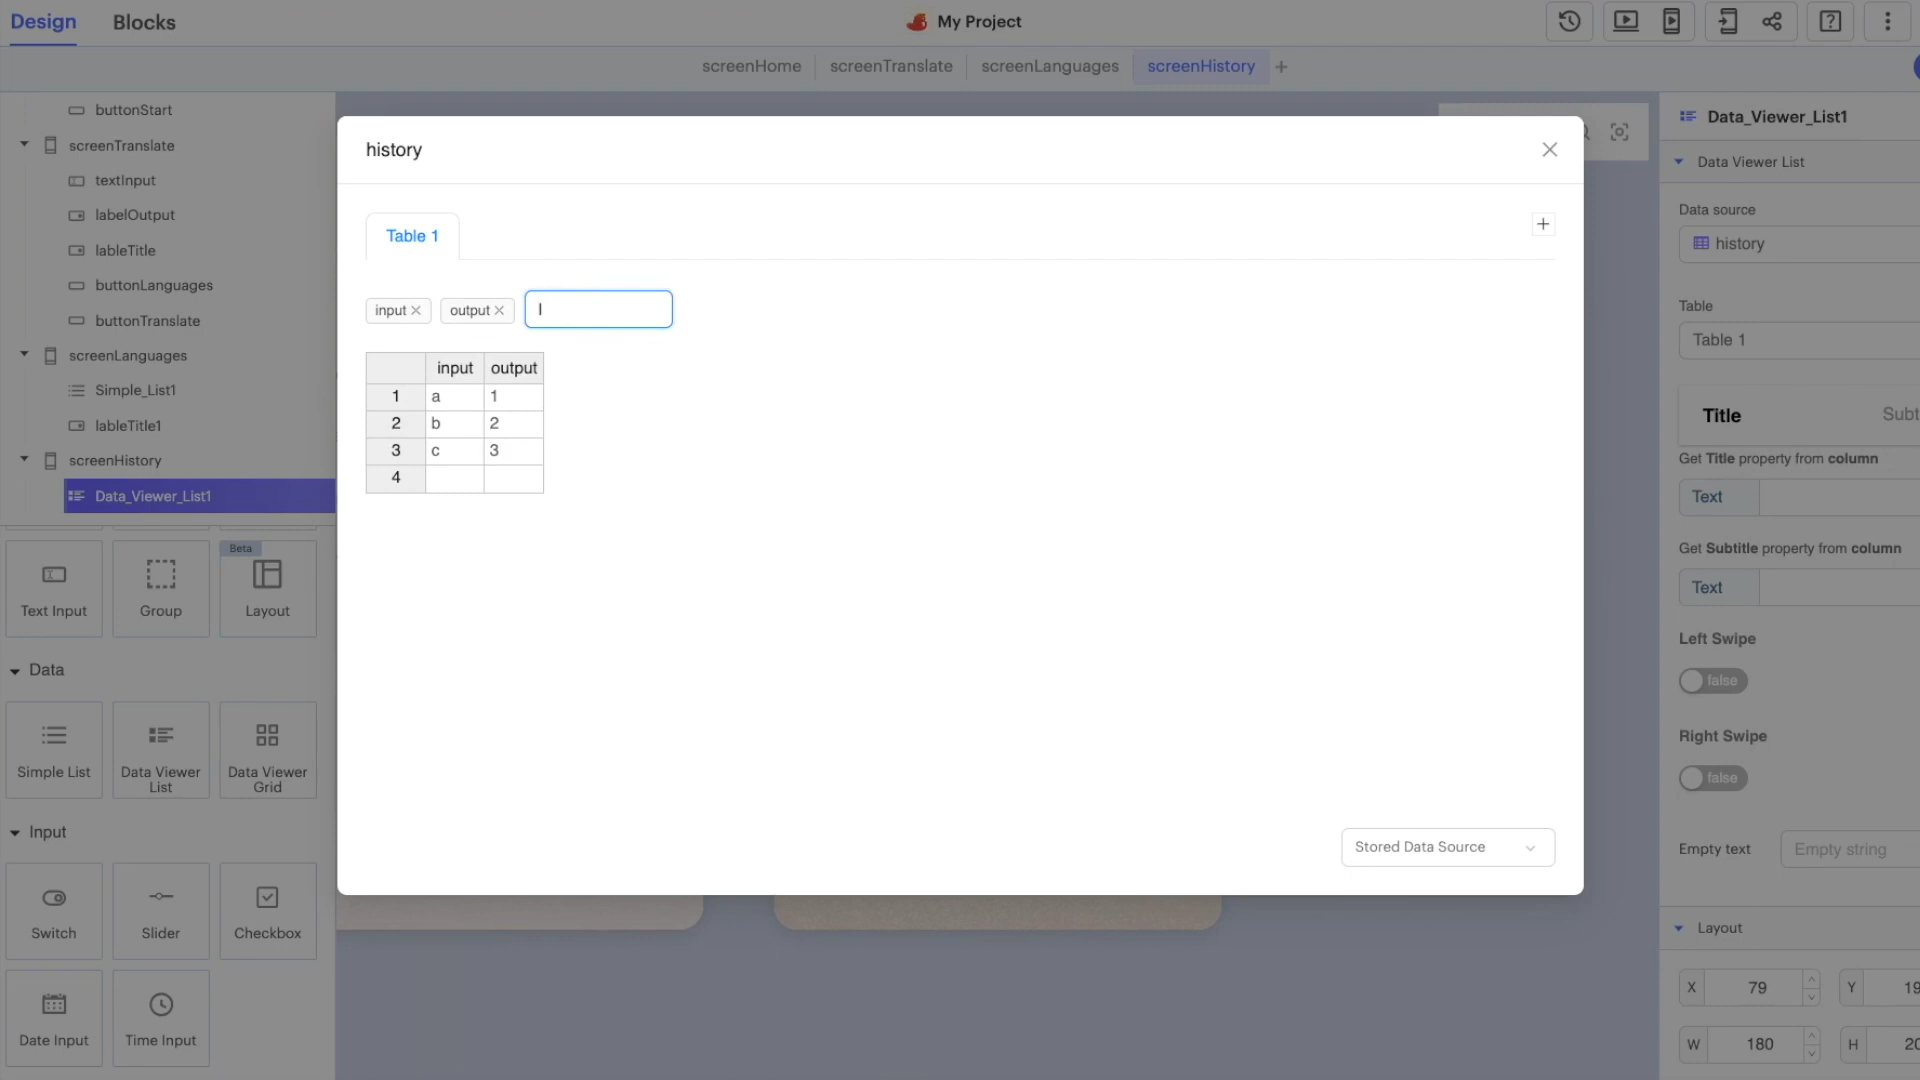 Design
Blocks
My Project
screenHome
screenTranslate
screenLanguages
screenHistory
buttonStart
screenTranslate
textInput
labelOutput
lableTitle
buttonLanguages
buttonTranslate
screenLanguages
Simple_List1
lableTitle1
screenHistory
Data_Viewer_List1
Text Input
Group
Beta
Layout
Data
Simple List
Data Viewer
List
Data Viewer
Grid
Input
Switch
Slider
Checkbox
Date Input
Time Input
history
Table 1
input
output
l
input output
1 a 1
2 b 2
3 c 3
4
Stored Data Source
Data_Viewer_List1
Data Viewer List
Data source
history
Table
Table 1
Title Subt
Get Title property from column
Text
Get Subtitle property from column
Text
Left Swipe
false
Right Swipe
false
Empty text Empty string
Layout
X 79 Y 19
W 180 H 20